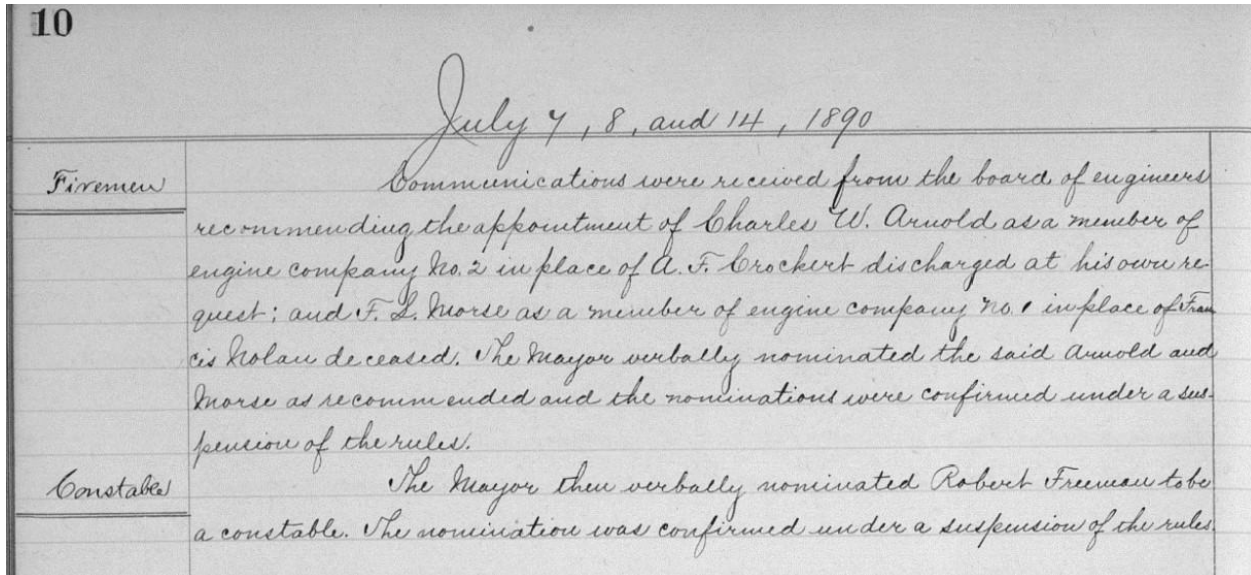 10
July 7, 8, and 14, 1890
Firemen
Communications were received from the board of engineers
recommending the appointment of Charles W. Arnold as a member of
engine company No. 2 in place of A. F. Crockert discharged at his own re-
quest; and F. L. Morse as a member of engine company No. 1 in place of Fran
cis Nolan deceased. The Mayor verbally nominated the said Arnold and
Morse as recommended and the nominations were confirmed under a sus-
pension of the rules.
Constable
The Mayor then verbally nominated Robert Freeman to be
a constable. The nomination was confirmed under a suspension of the rules.